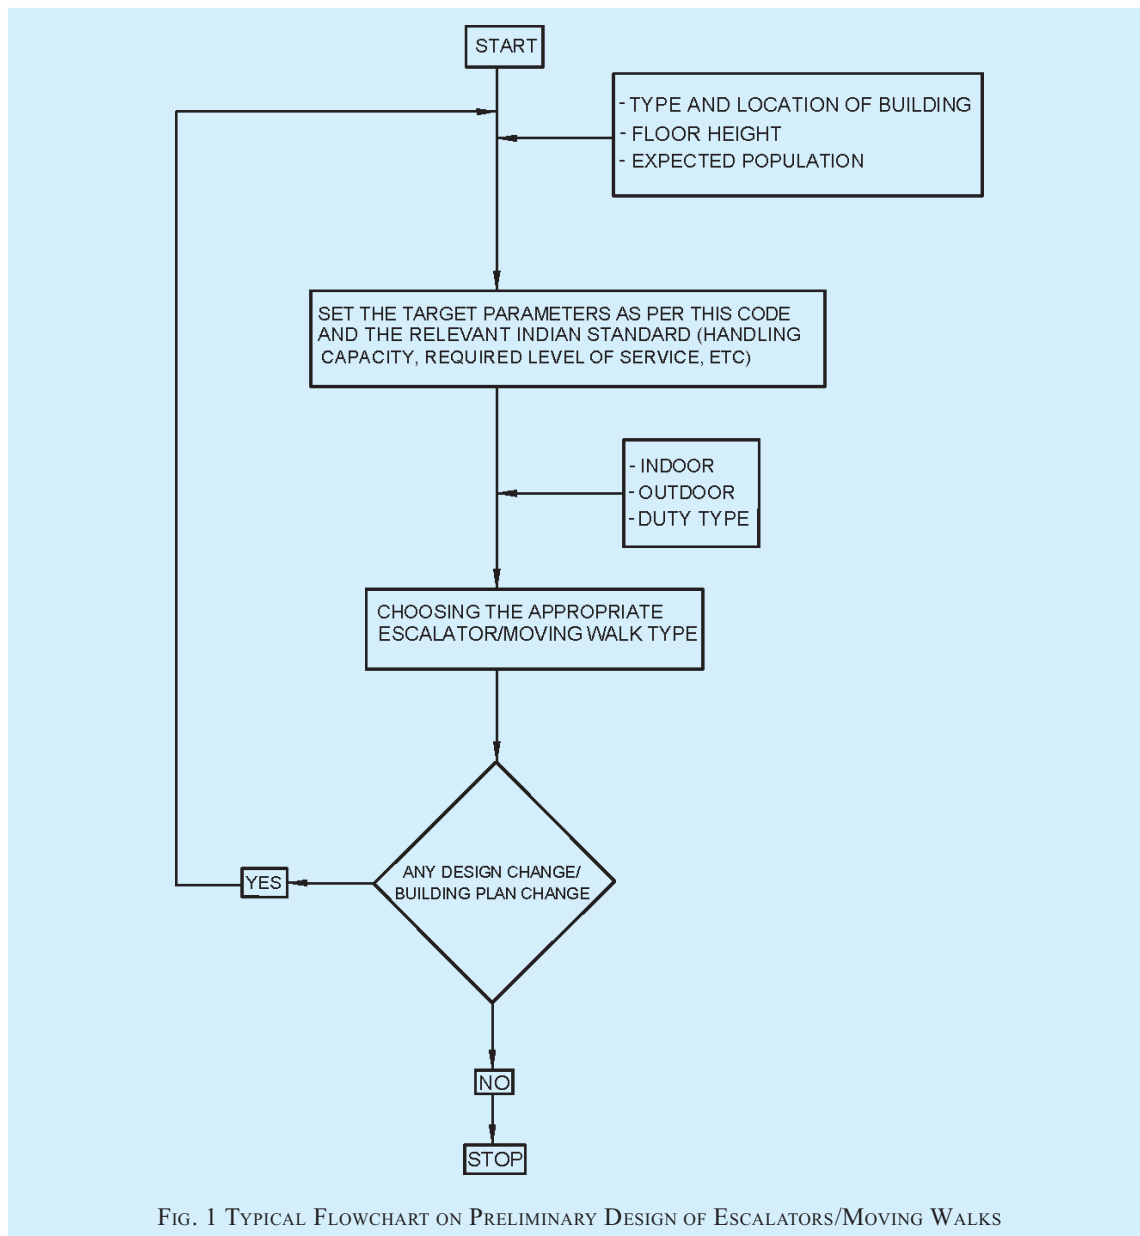 START
- TYPE AND LOCATION OF BUILDING
- FLOOR HEIGHT
- EXPECTED POPULATION
SET THE TARGET PARAMETERS AS PER THIS CODE
AND THE RELEVANT INDIAN STANDARD (HANDLING
CAPACITY, REQUIRED LEVEL OF SERVICE, ETC)
- INDOOR
- OUTDOOR
- DUTY TYPE
CHOOSING THE APPROPRIATE
ESCALATOR/MOVING WALK TYPE
ANY DESIGN CHANGE/
BUILDING PLAN CHANGE
YES
NO
STOP
FIG. 1 TYPICAL FLOWCHART ON PRELIMINARY DESIGN OF ESCALATORS/MOVING WALKS